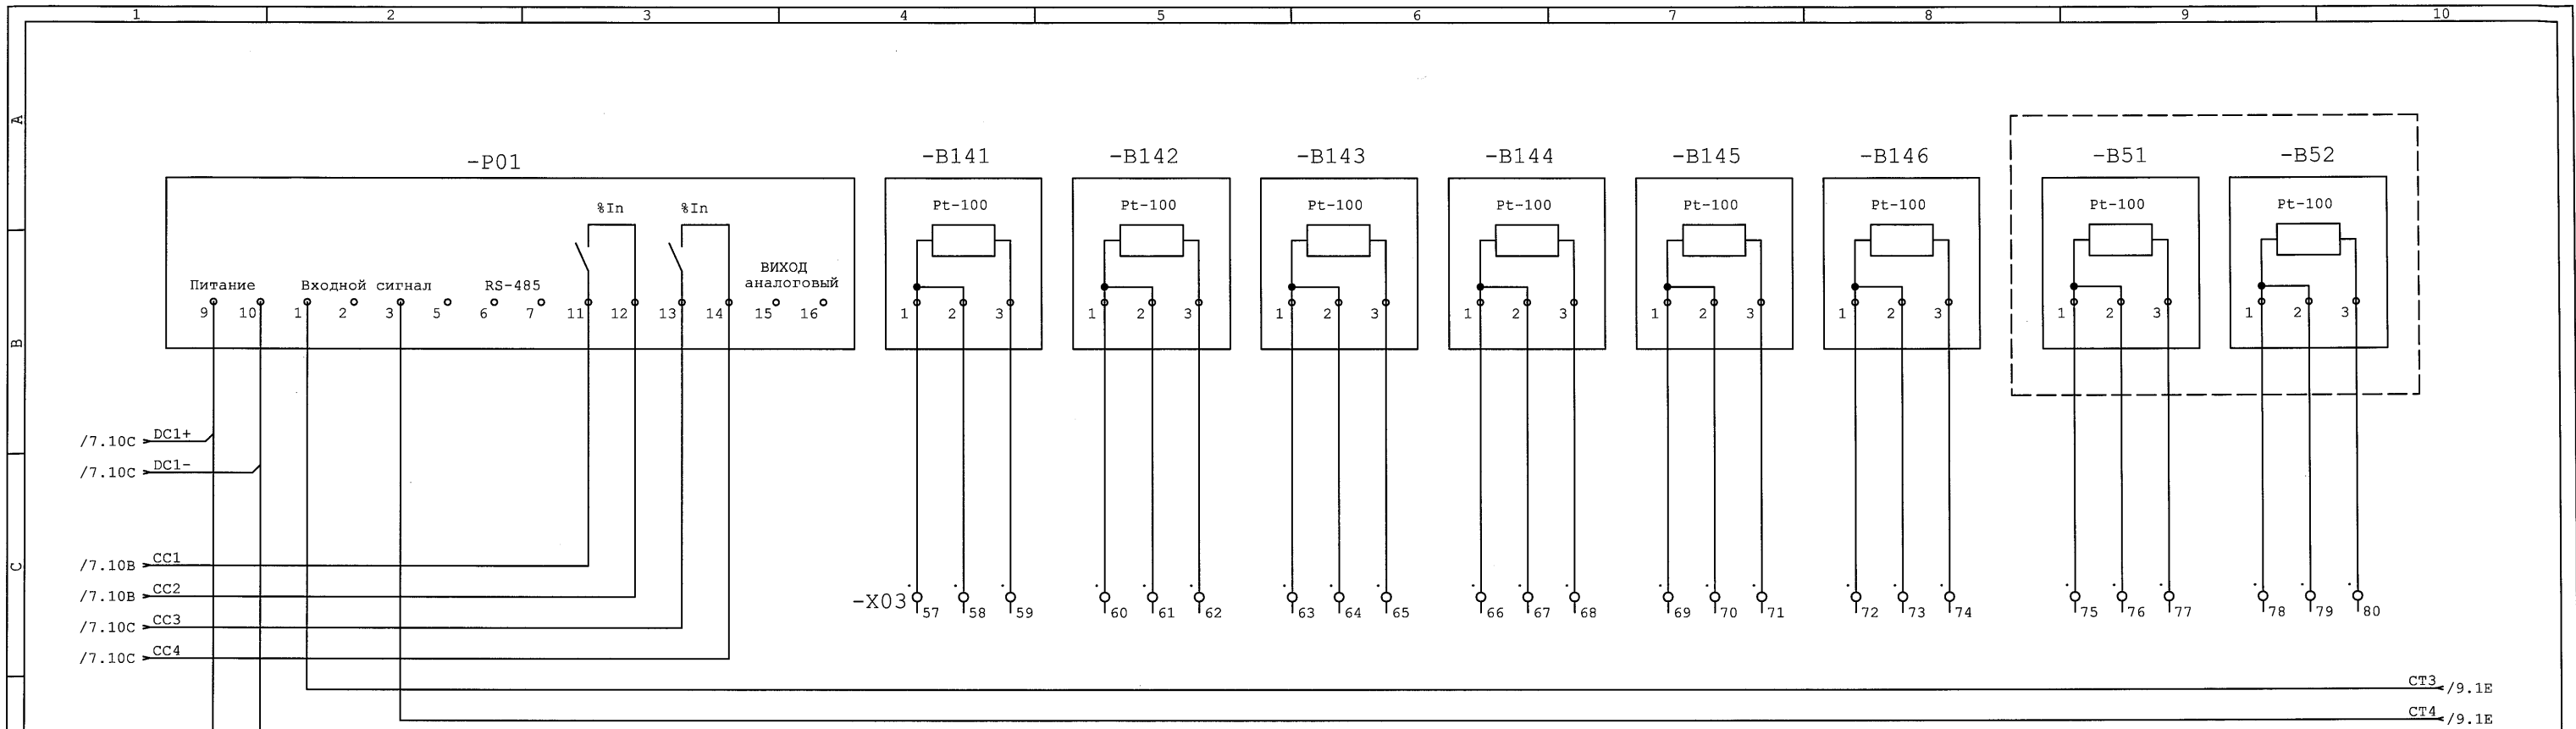 1 2 3 4 5 6 7 8 9 10
A
B
C
-P01
-B141 -B142 -B143 -B144 -B145 -B146 -B51 -B52
%In %In
Pt-100 Pt-100 Pt-100 Pt-100 Pt-100 Pt-100 Pt-100 Pt-100
Питание Входной сигнал RS-485
ВИХОД
аналоговый
9 10 1 2 3 5 6 7 11 12 13 14 15 16
1 2 3 1 2 3 1 2 3 1 2 3 1 2 3 1 2 3 1 2 3 1 2 3
/7.10C DC1+
/7.10C DC1-
/7.10B CC1
/7.10B CC2
/7.10C CC3
/7.10C CC4
-X03 57 58 59 60 61 62 63 64 65 66 67 68 69 70 71 72 73 74 75 76 77 78 79 80
CT3 /9.1E
CT4 /9.1E